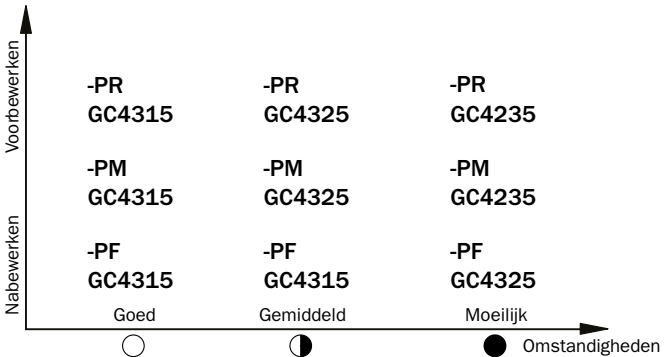 Voorbewerken
-PR -PR -PR
GC4315 GC4325 GC4235
-PM -PM -PM
GC4315 GC4325 GC4235
Nabewerken
-PF -PF -PF
GC4315 GC4315 GC4325
Goed Gemiddeld Moeilijk
Omstandigheden